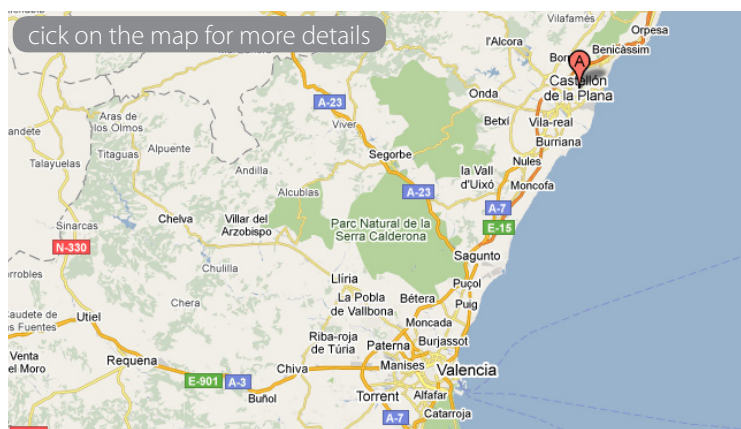 cick on the map for more details
Vilafamés
Orpesa
l'Alcora
Benicàssim
A
Castellón
de la Plana
Onda
A-23
Aras de
los Olmos
Viver
Betxí
Vila-real
Burriana
Titaguas
Alpuente
Talayuelas
Segorbe
Nules
Andilla
la Vall
d'Uixó
Moncofa
Alcublas
A-23
A-7
Sinarcas
Chelva
Villar del
Arzobispo
Parc Natural de la
Serra Calderona
E-15
N-330
Sagunto
Chulilla
Llíria
Puçol
Chera
La Pobla
de Vallbona
Bétera
Puig
Caudete de
s Fuentes
Utiel
Moncada
Riba-roja
de Túria
Paterna
Burjassot
Venta
el Moro
Requena
Chiva
Manises
Valencia
E-901
A-3
Buñol
Torrent
Alfafar
A-7
Catarroja